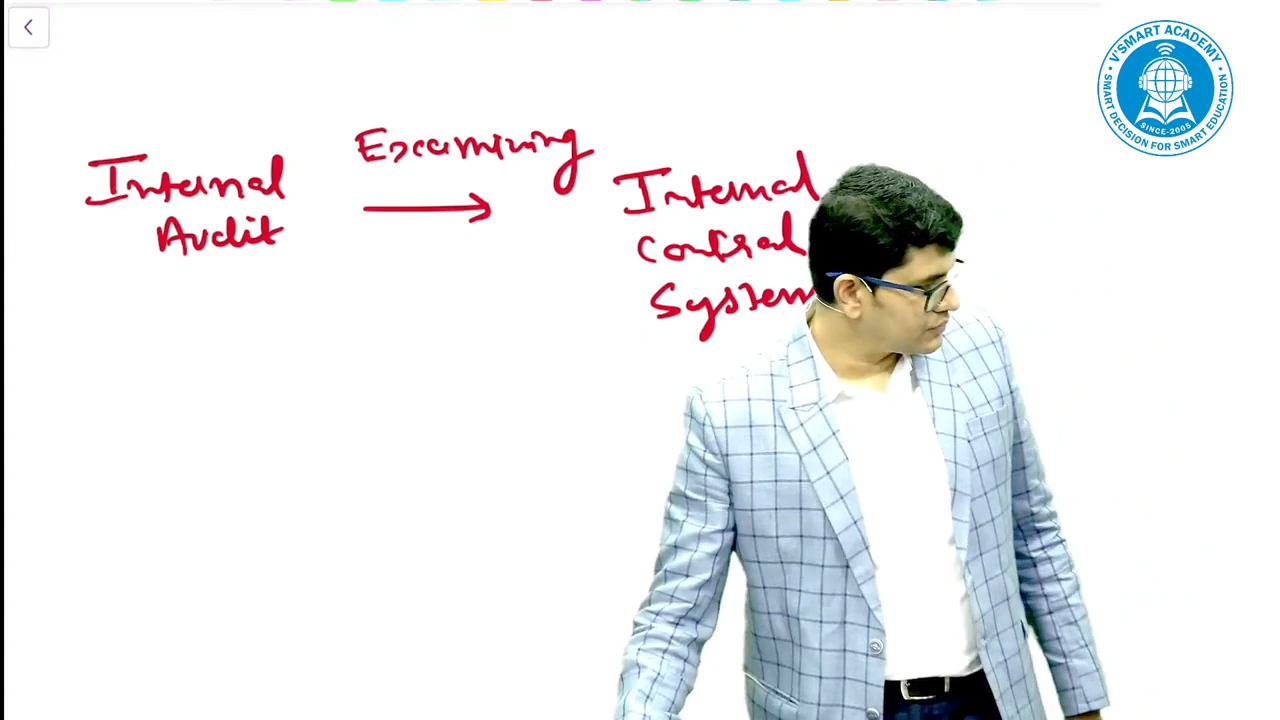 Examining
Internal
Audit
Internal
Control
System
V'SMART ACADEMY
SINCE-2005
SMART DECISION FOR SMART EDUCATION